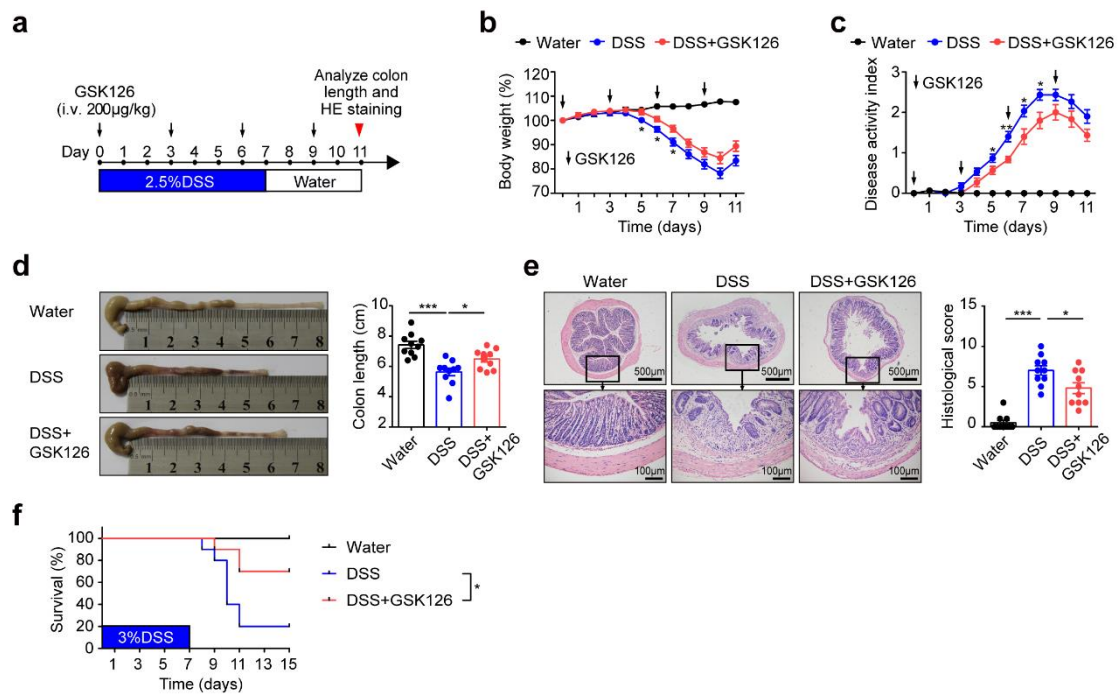 a
GSK126
(i.v. 200μg/kg)
Analyze colon
length and
HE staining
Day 0 1 2 3 4 5 6 7 8 9 10 11
2.5%DSS
Water
b
Water DSS DSS+GSK126
Body weight (%)
110
100
90
80
70
GSK126
1 3 5 7 9 11
Time (days)
* * *
c
Water DSS DSS+GSK126
Disease activity index
3
2
1
0
GSK126
* ** * *
1 3 5 7 9 11
Time (days)
d
Water
1 2 3 4 5 6 7 8
DSS
1 2 3 4 5 6 7 8
DSS+
GSK126
1 2 3 4 5 6 7 8
Colon length (cm)
10
8
6
4
2
*** *
Water
DSS
DSS+
GSK126
e
Water DSS DSS+GSK126
500μm 500μm 500μm
100μm 100μm 100μm
Histological score
15
10
5
0
*** *
Water
DSS
DSS+
GSK126
f
Survival (%)
100
80
60
40
20
0
3%DSS
1 3 5 7 9 11 13 15
Time (days)
Water
DSS
DSS+GSK126
*